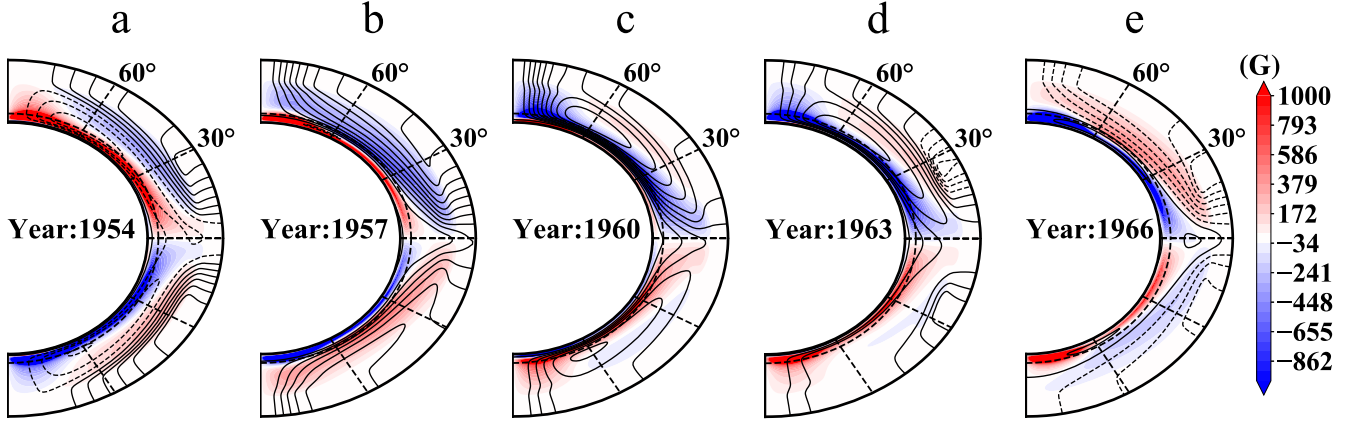 a b c d e
60° 60° 60° 60° 60°
30° 30° 30° 30° 30°
Year:1954 Year:1957 Year:1960 Year:1963 Year:1966
(G)
1000
793
586
379
172
−34
−241
−448
−655
−862